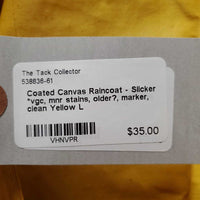 The Tack Collector
538836-61
Coated Canvas Raincoat - Slicker
*vgc, mnr stains, older?, marker,
clean Yellow L
$35.00
VHNVPR